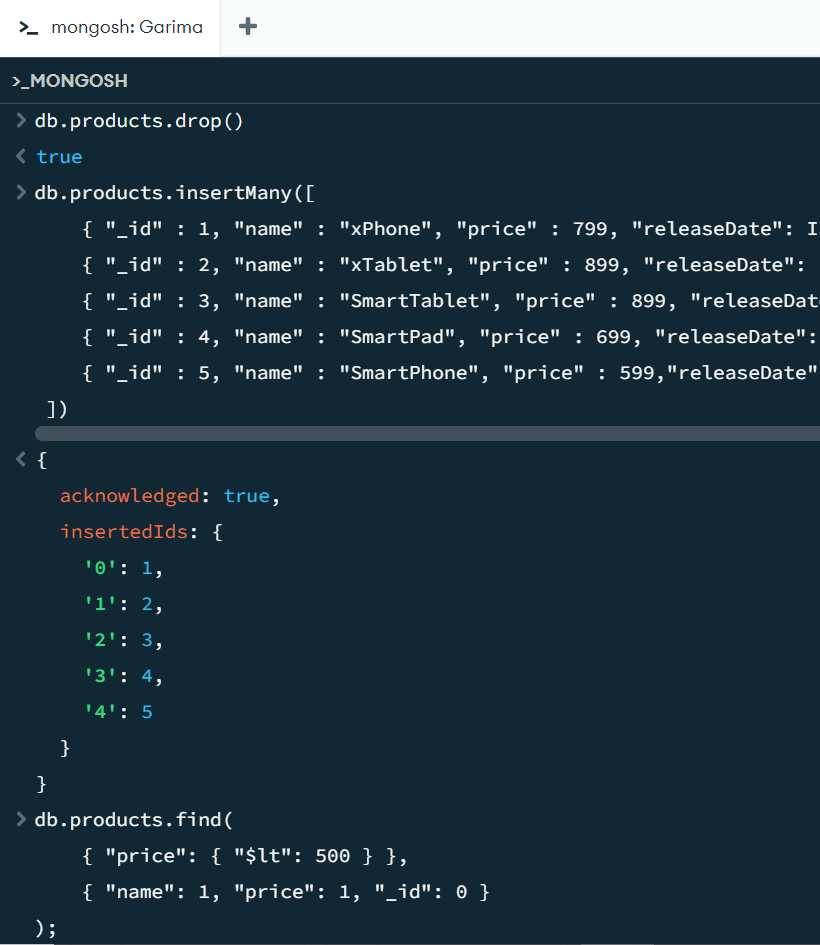 >_ mongosh: Garima +
>_MONGOSH
> db.products.drop()
< true
> db.products.insertMany([
{ "_id" : 1, "name" : "xPhone", "price" : 799, "releaseDate": I
{ "_id" : 2, "name" : "xTablet", "price" : 899, "releaseDate":
{ "_id" : 3, "name" : "SmartTablet", "price" : 899, "releaseDat
{ "_id" : 4, "name" : "SmartPad", "price" : 699, "releaseDate":
{ "_id" : 5, "name" : "SmartPhone", "price" : 599,"releaseDate"
])
< {
acknowledged: true,
insertedIds: {
'0': 1,
'1': 2,
'2': 3,
'3': 4,
'4': 5
}
}
> db.products.find(
{ "price": { "$lt": 500 } },
{ "name": 1, "price": 1, "_id": 0 }
);